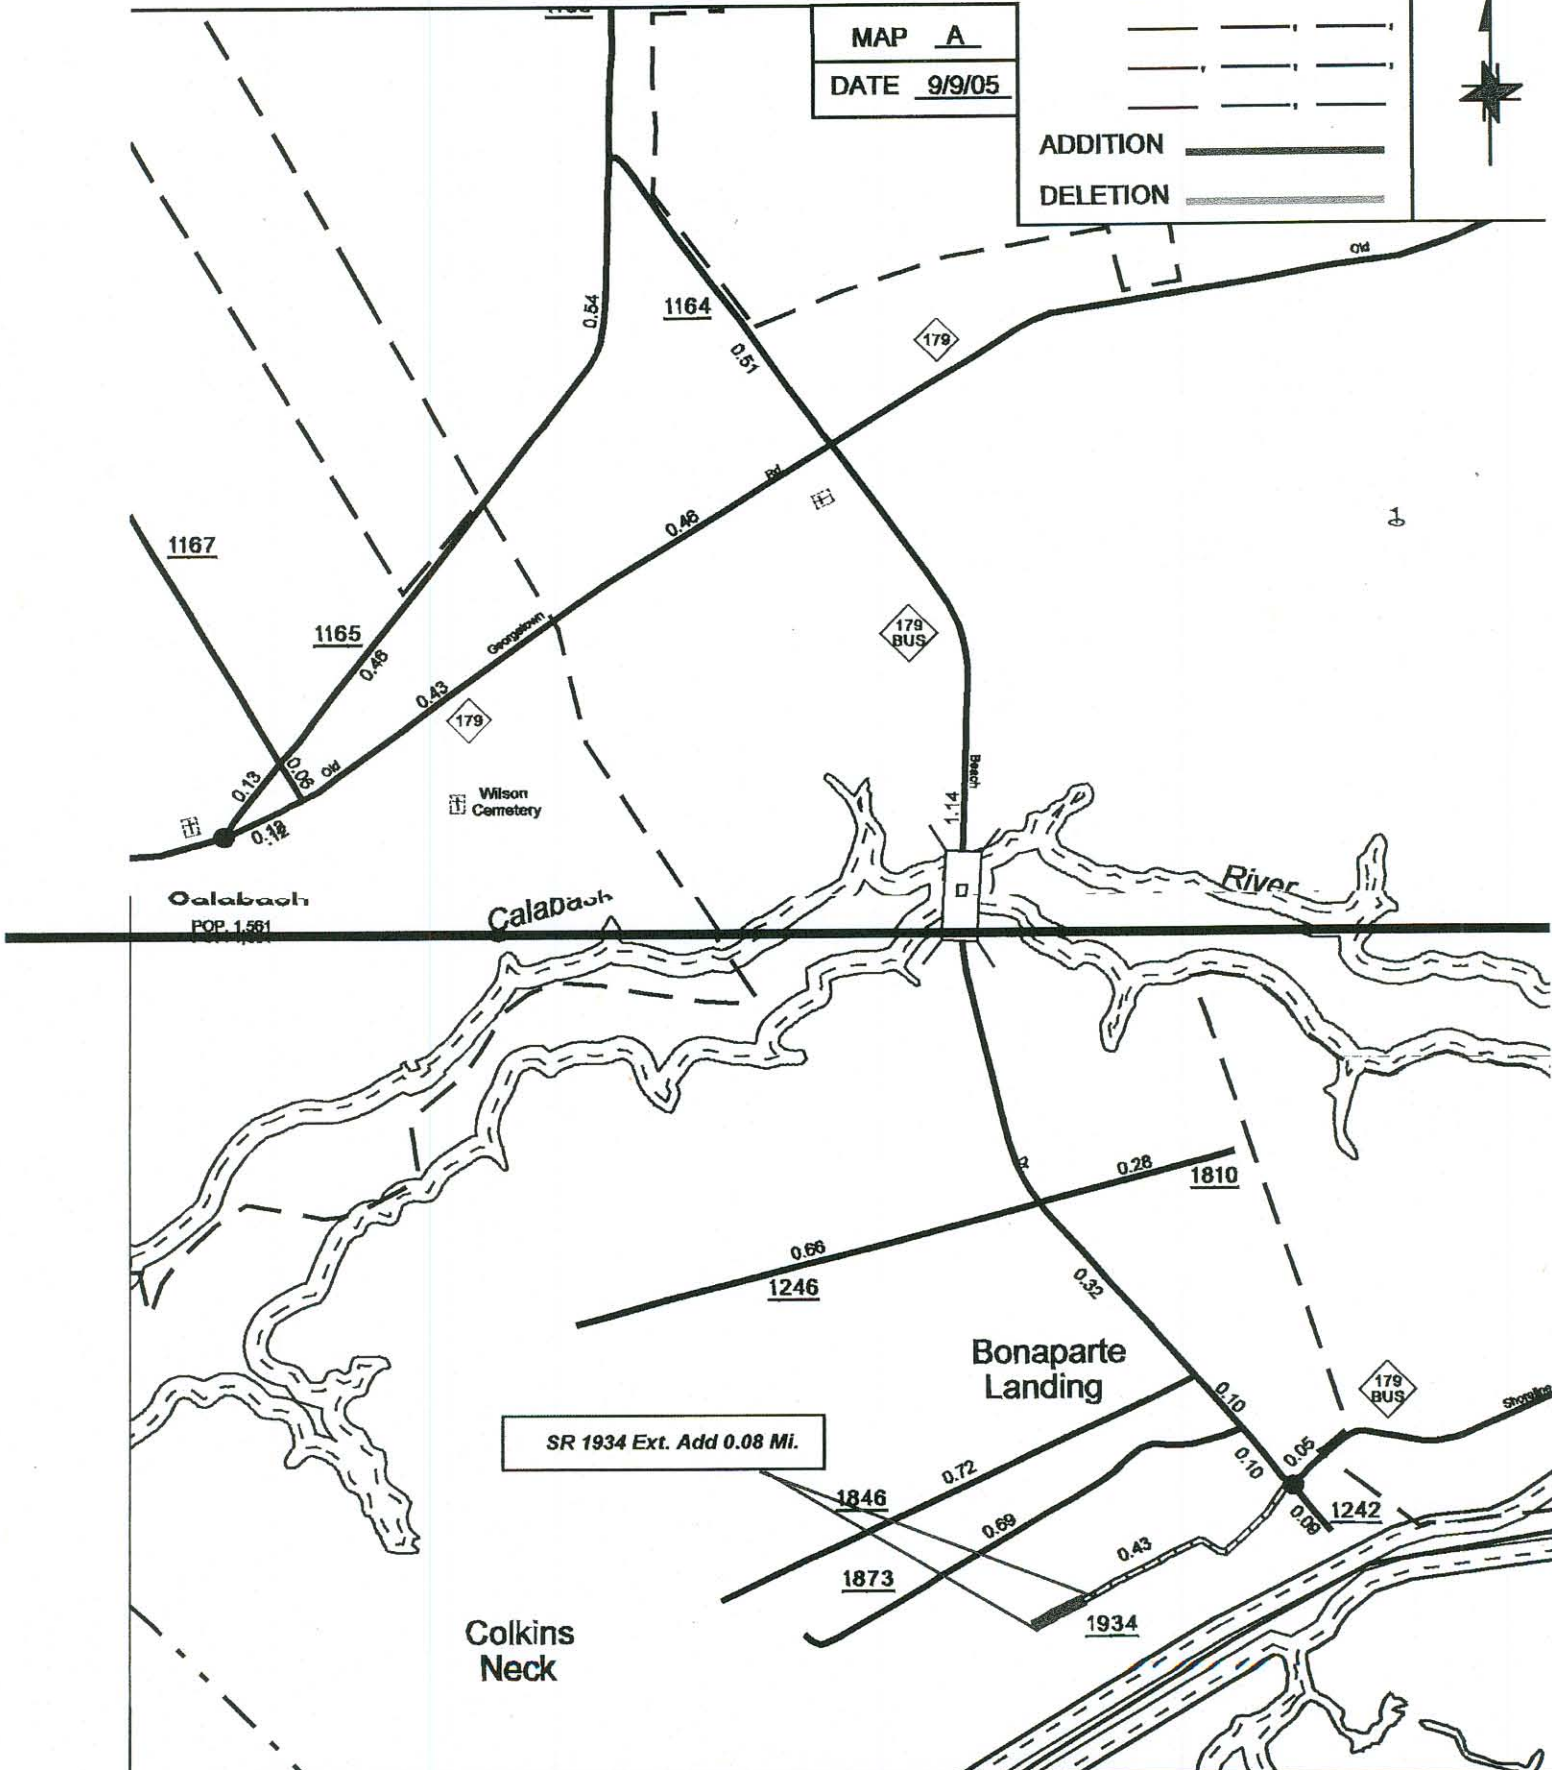 MAP A
DATE 9/9/05
ADDITION
DELETION
Old
0.54
1164
0.51
179
Rd
0.46
1167
1165
0.46
Georgetown
179
BUS
0.43
179
Beach
0.13
0.06
Old
Wilson
Cemetery
1.14
Calabash
POP. 1,561
Calabash
River
0.28
1810
0.66
1246
0.32
Bonaparte
Landing
179
BUS
Shoreline
0.10
SR 1934 Ext. Add 0.08 Mi.
0.05
0.10
0.72
1846
0.09
1242
0.69
0.43
1873
1934
Colkins
Neck